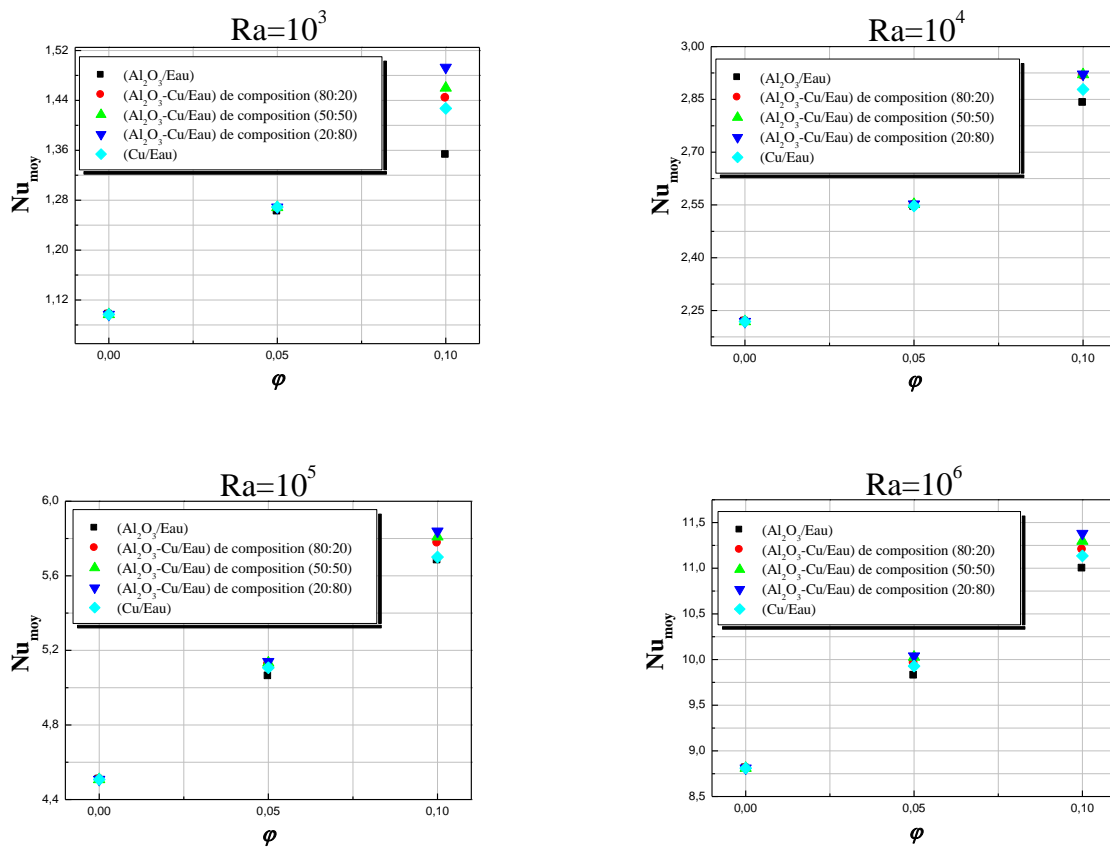 Ra=10³
1,52
1,44
1,36
1,28
1,20
1,12
Nu_moy
(Al₂O₃/Eau)
(Al₂O₃-Cu/Eau) de composition (80:20)
(Al₂O₃-Cu/Eau) de composition (50:50)
(Al₂O₃-Cu/Eau) de composition (20:80)
(Cu/Eau)
0,00
0,05
0,10
φ
Ra=10⁴
3,00
2,85
2,70
2,55
2,40
2,25
Nu_moy
(Al₂O₃/Eau)
(Al₂O₃-Cu/Eau) de composition (80:20)
(Al₂O₃-Cu/Eau) de composition (50:50)
(Al₂O₃-Cu/Eau) de composition (20:80)
(Cu/Eau)
0,00
0,05
0,10
φ
Ra=10⁵
6,0
5,6
5,2
4,8
4,4
Nu_moy
(Al₂O₃/Eau)
(Al₂O₃-Cu/Eau) de composition (80:20)
(Al₂O₃-Cu/Eau) de composition (50:50)
(Al₂O₃-Cu/Eau) de composition (20:80)
(Cu/Eau)
0,00
0,05
0,10
φ
Ra=10⁶
11,5
11,0
10,5
10,0
9,5
9,0
8,5
Nu_moy
(Al₂O₃/Eau)
(Al₂O₃-Cu/Eau) de composition (80:20)
(Al₂O₃-Cu/Eau) de composition (50:50)
(Al₂O₃-Cu/Eau) de composition (20:80)
(Cu/Eau)
0,00
0,05
0,10
φ